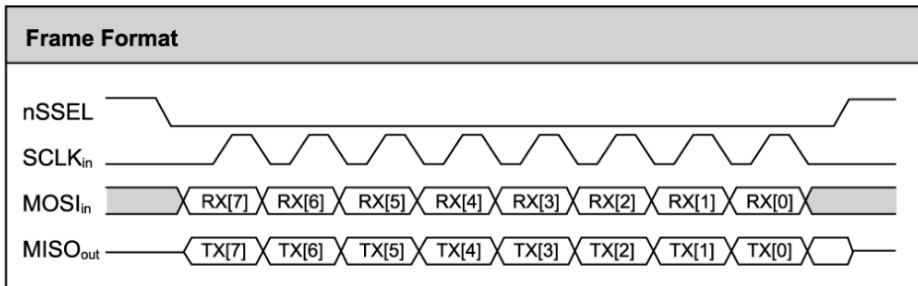 Frame Format
nSSEL
SCLKin
MOSIin RX[7] RX[6] RX[5] RX[4] RX[3] RX[2] RX[1] RX[0]
MISOout TX[7] TX[6] TX[5] TX[4] TX[3] TX[2] TX[1] TX[0]